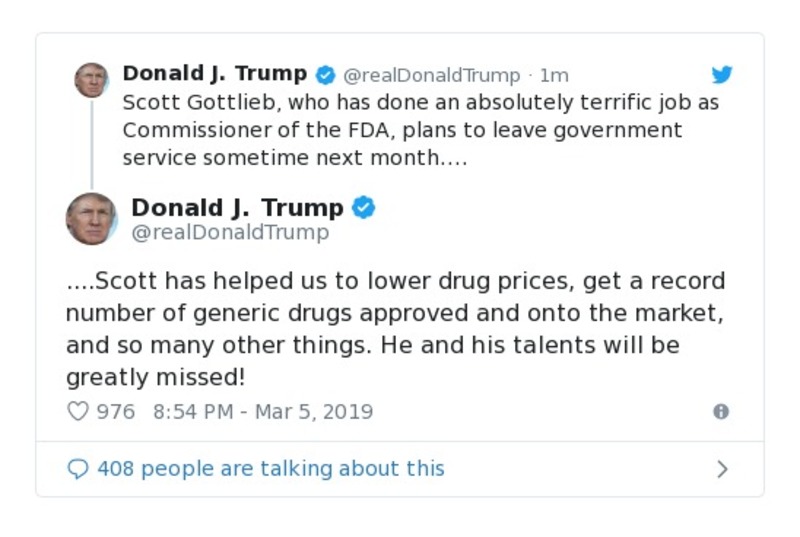 Donald J. Trump @realDonaldTrump · 1m
Scott Gottlieb, who has done an absolutely terrific job as
Commissioner of the FDA, plans to leave government
service sometime next month....
Donald J. Trump
@realDonaldTrump
....Scott has helped us to lower drug prices, get a record
number of generic drugs approved and onto the market,
and so many other things. He and his talents will be
greatly missed!
976 8:54 PM - Mar 5, 2019
408 people are talking about this